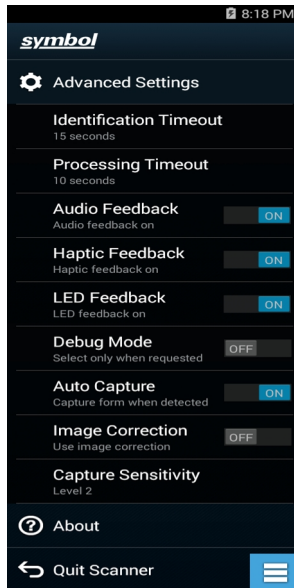 8:18 PM
symbol
Advanced Settings
Identification Timeout
15 seconds
Processing Timeout
10 seconds
Audio Feedback
Audio feedback on
ON
Haptic Feedback
Haptic feedback on
ON
LED Feedback
LED feedback on
ON
Debug Mode
Select only when requested
OFF
Auto Capture
Capture form when detected
ON
Image Correction
Use image correction
OFF
Capture Sensitivity
Level 2
About
Quit Scanner